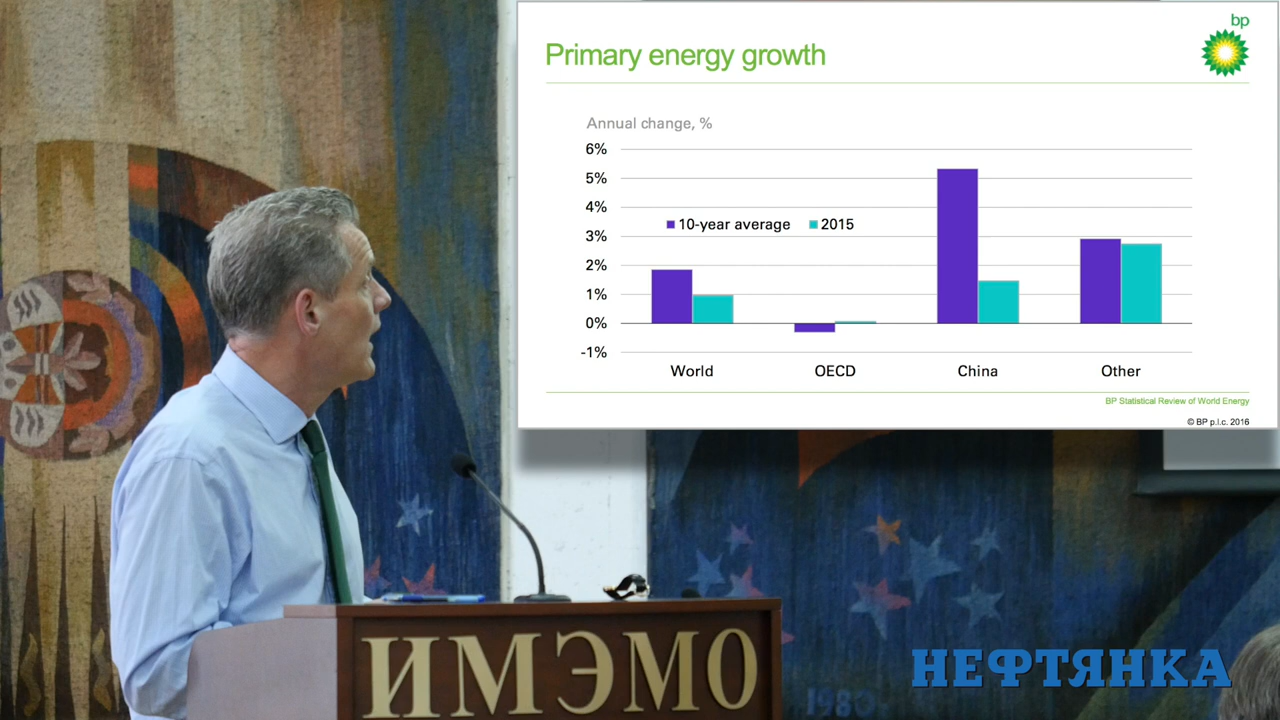 bp
Primary energy growth
Annual change, %
6%
5%
4%
3%
2%
1%
0%
-1%
10-year average
2015
World
OECD
China
Other
BP Statistical Review of World Energy
© BP p.l.c. 2016
ИМЭМО
1980
НЕФТЯНКА